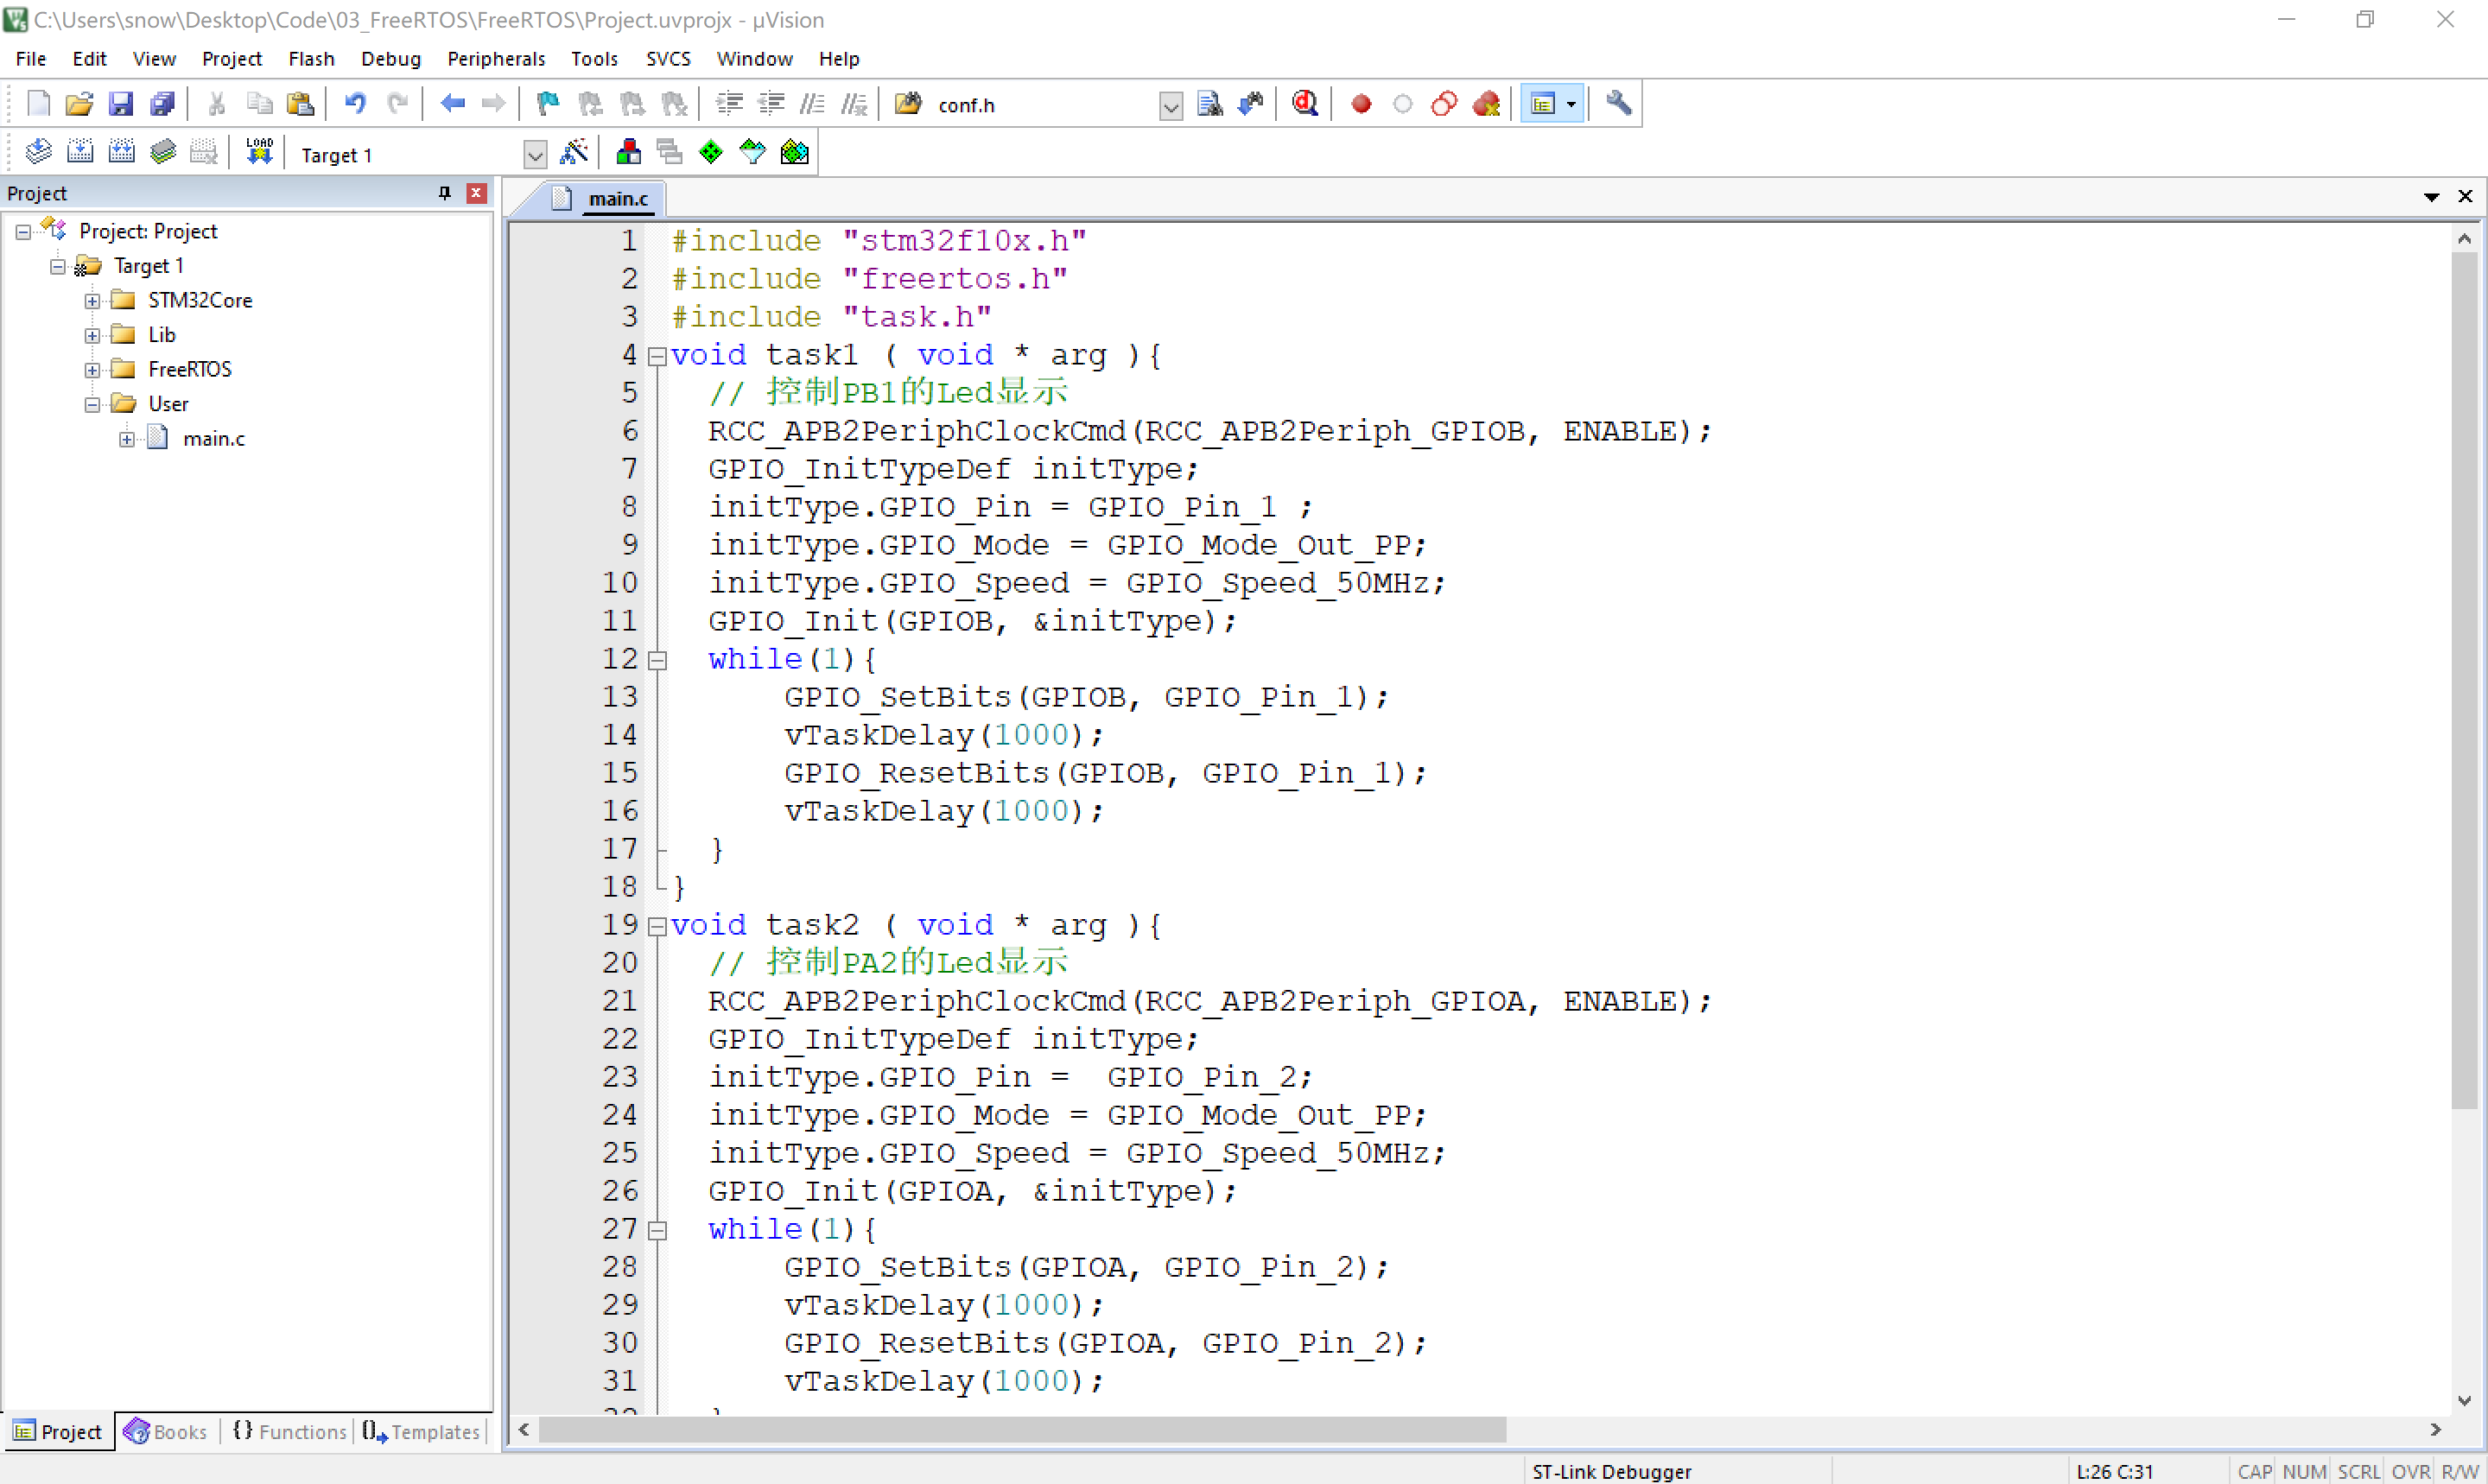 C:\Users\snow\Desktop\Code\03_FreeRTOS\FreeRTOS\Project.uvprojx - µVision
File Edit View Project Flash Debug Peripherals Tools SVCS Window Help
conf.h
LOAD Target 1
Project
main.c
Project: Project
Target 1
STM32Core
Lib
FreeRTOS
User
main.c
1 #include "stm32f10x.h"
2 #include "freertos.h"
3 #include "task.h"
4 void task1 ( void * arg ){
5 // 控制PB1的Led显示
6 RCC_APB2PeriphClockCmd(RCC_APB2Periph_GPIOB, ENABLE);
7 GPIO_InitTypeDef initType;
8 initType.GPIO_Pin = GPIO_Pin_1 ;
9 initType.GPIO_Mode = GPIO_Mode_Out_PP;
10 initType.GPIO_Speed = GPIO_Speed_50MHz;
11 GPIO_Init(GPIOB, &initType);
12 while(1){
13 GPIO_SetBits(GPIOB, GPIO_Pin_1);
14 vTaskDelay(1000);
15 GPIO_ResetBits(GPIOB, GPIO_Pin_1);
16 vTaskDelay(1000);
17 }
18 }
19 void task2 ( void * arg ){
20 // 控制PA2的Led显示
21 RCC_APB2PeriphClockCmd(RCC_APB2Periph_GPIOA, ENABLE);
22 GPIO_InitTypeDef initType;
23 initType.GPIO_Pin =  GPIO_Pin_2;
24 initType.GPIO_Mode = GPIO_Mode_Out_PP;
25 initType.GPIO_Speed = GPIO_Speed_50MHz;
26 GPIO_Init(GPIOA, &initType);
27 while(1){
28 GPIO_SetBits(GPIOA, GPIO_Pin_2);
29 vTaskDelay(1000);
30 GPIO_ResetBits(GPIOA, GPIO_Pin_2);
31 vTaskDelay(1000);
Project Books {} Functions Templates
ST-Link Debugger L:26 C:31 CAP NUM SCRL OVR R/W